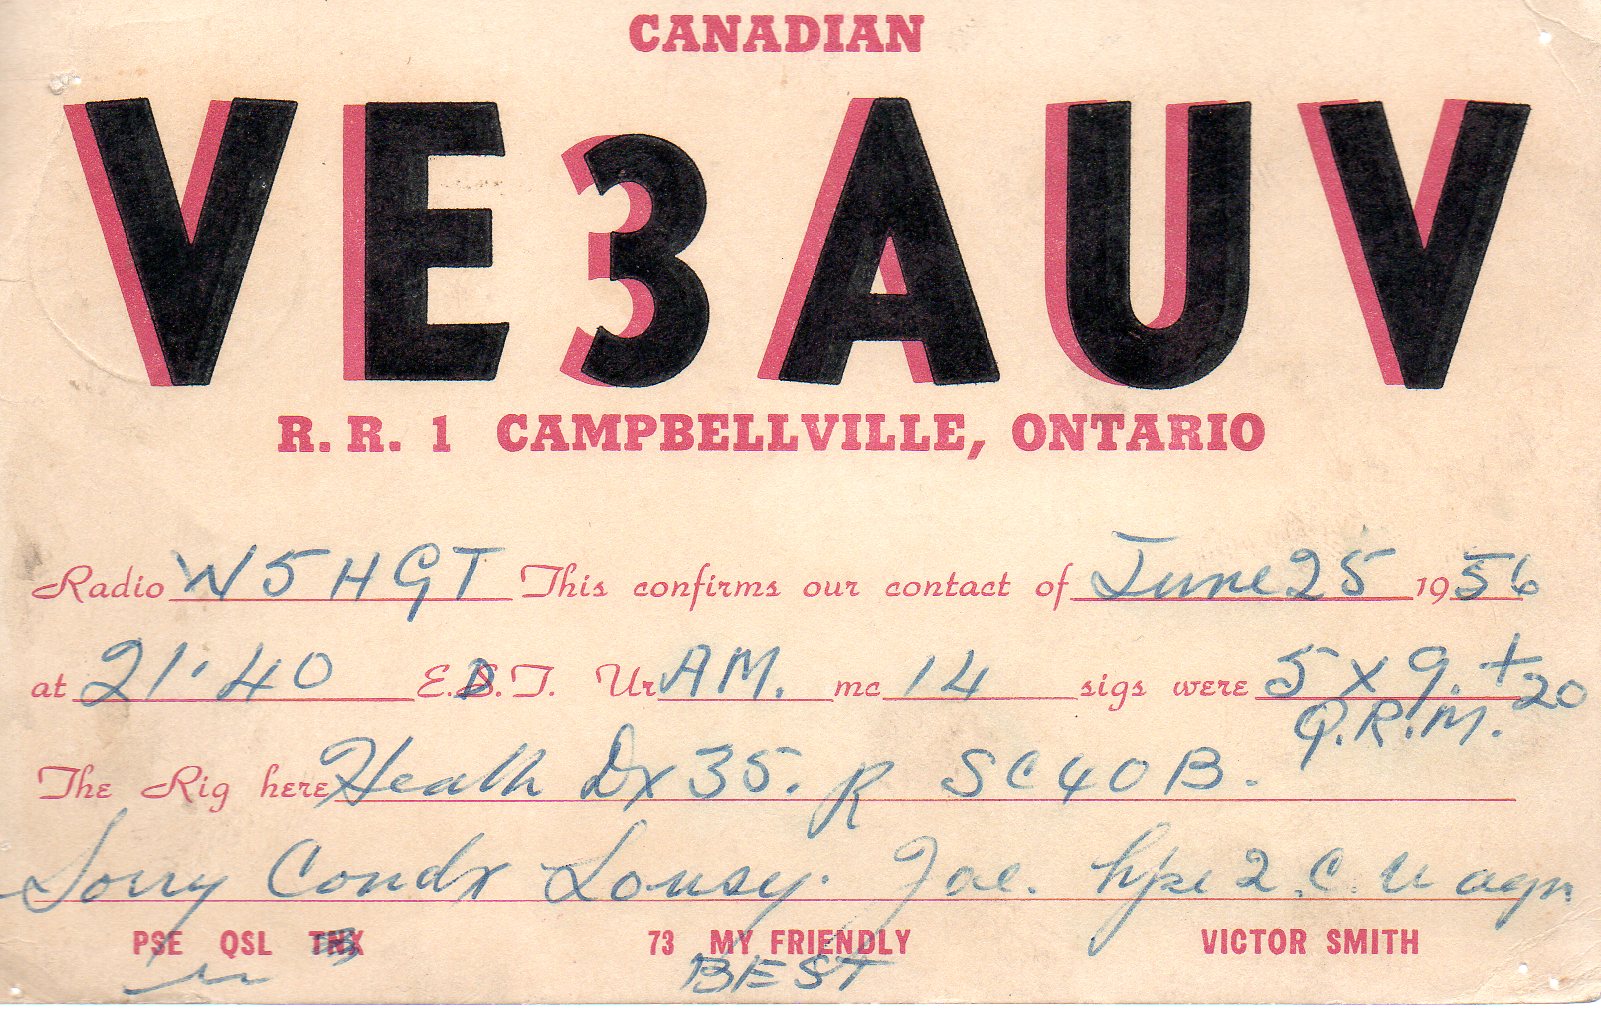 CANADIAN
VE3AUV
R. R. 1 CAMPBELLVILLE, ONTARIO
Radio W5HGT This confirms our contact of June 25 1956
at 21.40 E.D.T. Ur AM. mc 14 sigs were 5 x 9. + 20
Q.R.M.
The Rig here Heath Dx 35. R SC40B.
Sorry Condx Lousy. Joe. hpe 2. C. U agn.
PSE QSL TNX 73 MY FRIENDLY VICTOR SMITH
BEST